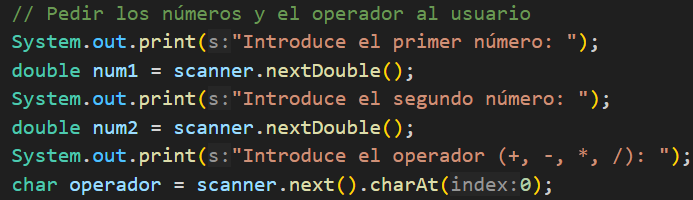 // Pedir los números y el operador al usuario
System.out.print(s:"Introduce el primer número: ");
double num1 = scanner.nextDouble();
System.out.print(s:"Introduce el segundo número: ");
double num2 = scanner.nextDouble();
System.out.print(s:"Introduce el operador (+, -, *, /): ");
char operador = scanner.next().charAt(index:0);